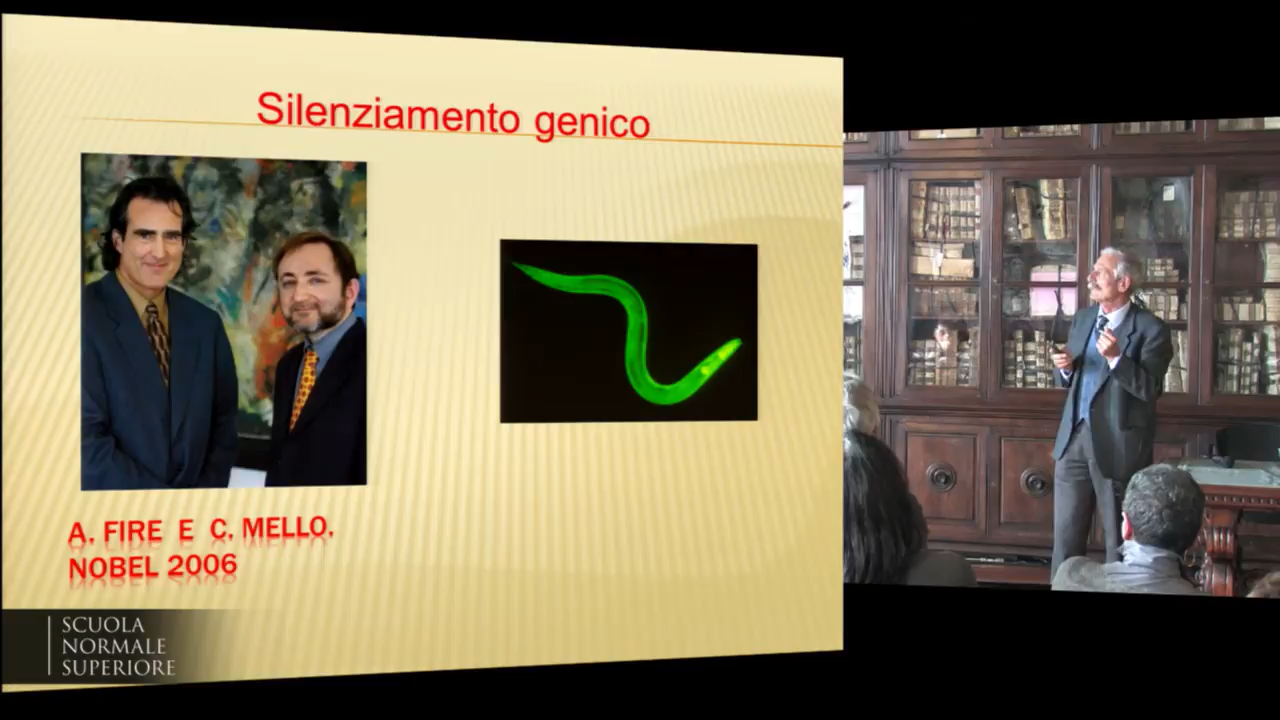 Silenziamento genico
A. FIRE E C. MELLO.
NOBEL 2006
SCUOLA
NORMALE
SUPERIORE